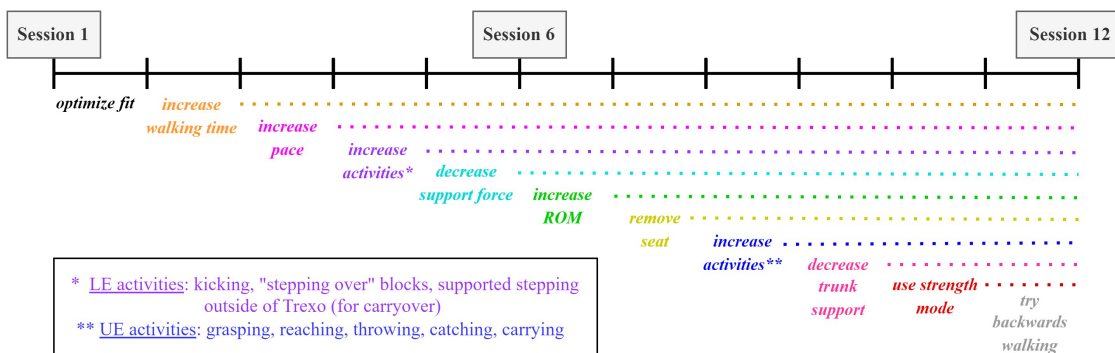 Session 1
Session 6
Session 12
optimize fit
increase
walking time
increase
pace
increase
activities*
decrease
support force
increase
ROM
remove
seat
increase
activities**
decrease
trunk
support
use strength
mode
try
backwards
walking
* LE activities: kicking, "stepping over" blocks, supported stepping
outside of Trexo (for carryover)
** UE activities: grasping, reaching, throwing, catching, carrying